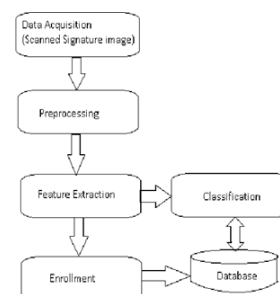 Data Acquisition
(Scanned Signature image)
Preprocessing
Feature Extraction
Classification
Enrollment
Database